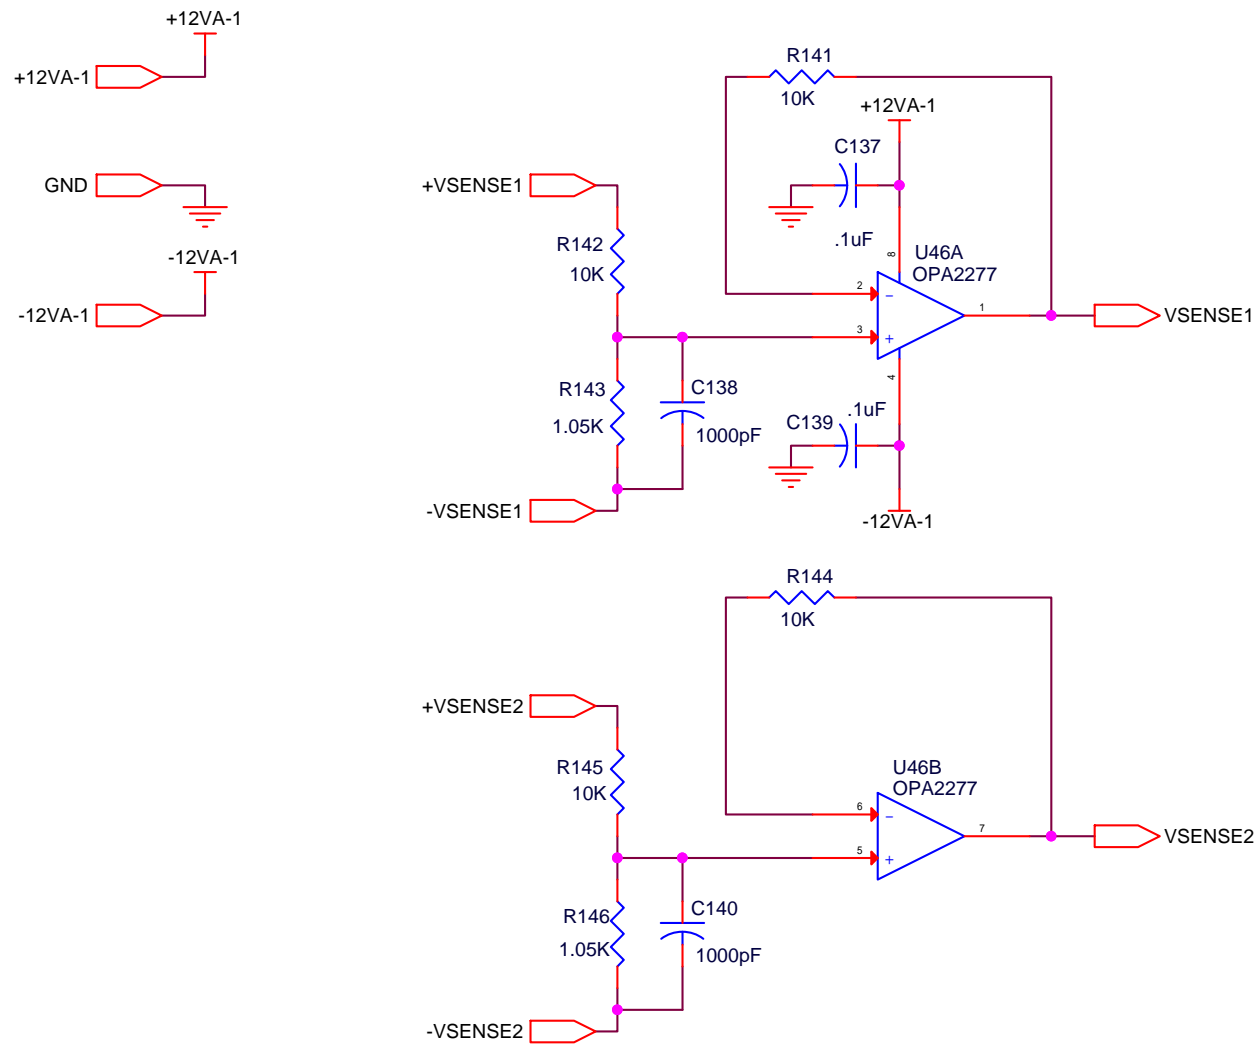 +12VA-1
+12VA-1
GND
-12VA-1
-12VA-1
R141
10K
+12VA-1
C137
.1uF
+VSENSE1
R142
10K
8
U46A
OPA2277
2
-
3
+
1
VSENSE1
4
R143
1.05K
C138
1000pF
C139
.1uF
-VSENSE1
-12VA-1
R144
10K
+VSENSE2
R145
10K
U46B
OPA2277
6
-
5
+
7
VSENSE2
R146
1.05K
C140
1000pF
-VSENSE2